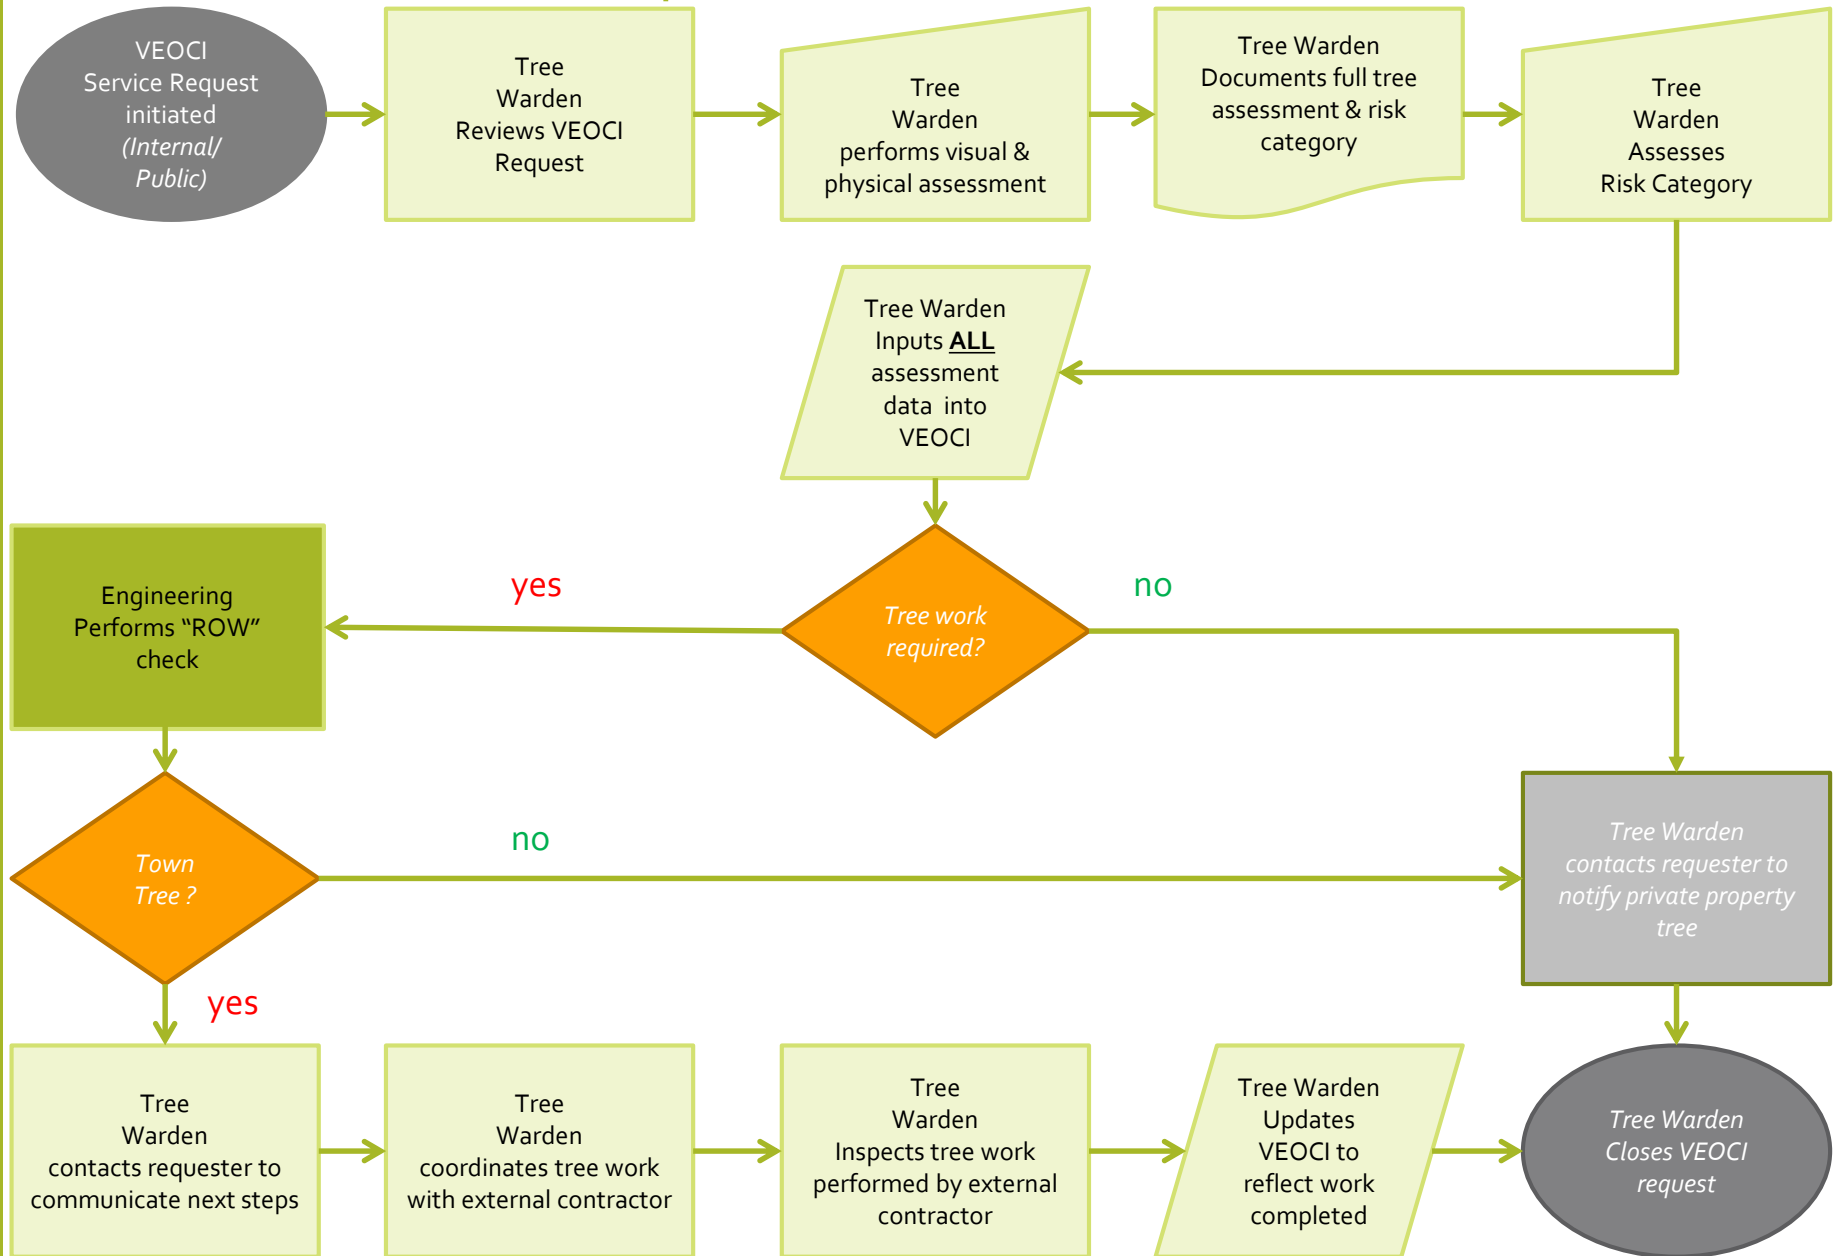 VEOCI
Service Request
initiated
(Internal/
Public)
Tree
Warden
Reviews VEOCI
Request
Tree
Warden
performs visual &
physical assessment
Tree Warden
Documents full tree
assessment & risk
category
Tree
Warden
Assesses
Risk Category
Tree Warden
Inputs ALL
assessment
data into
VEOCI
Engineering
Performs “ROW”
check
yes
Tree work
required?
no
Town
Tree ?
no
Tree Warden
contacts requester to
notify private property
tree
yes
Tree
Warden
contacts requester to
communicate next steps
Tree
Warden
coordinates tree work
with external contractor
Tree
Warden
Inspects tree work
performed by external
contractor
Tree Warden
Updates
VEOCI to
reflect work
completed
Tree Warden
Closes VEOCI
request